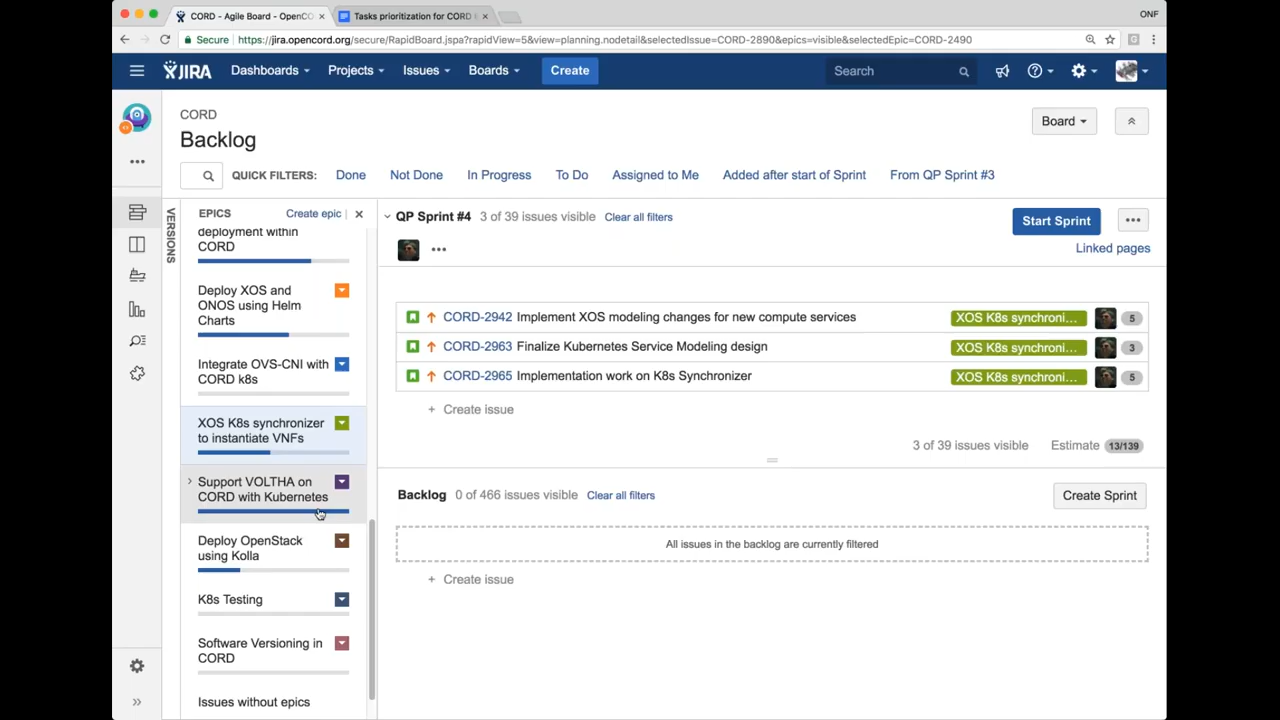 CORD - Agile Board - OpenCO
Tasks prioritization for CORD
ONF
Secure
https://jira.opencord.org/secure/RapidBoard.jspa?rapidView=5&view=planning.nodetail&selectedIssue=CORD-2890&epics=visible&selectedEpic=CORD-2490
JIRA
Dashboards
Projects
Issues
Boards
Create
Search
CORD
Backlog
Board
QUICK FILTERS:
Done
Not Done
In Progress
To Do
Assigned to Me
Added after start of Sprint
From QP Sprint #3
VERSIONS
EPICS
Create epic
deployment within
CORD
Deploy XOS and
ONOS using Helm
Charts
Integrate OVS-CNI with
CORD k8s
XOS K8s synchronizer
to instantiate VNFs
Support VOLTHA on
CORD with Kubernetes
Deploy OpenStack
using Kolla
K8s Testing
Software Versioning in
CORD
Issues without epics
QP Sprint #4
3 of 39 issues visible
Clear all filters
Start Sprint
Linked pages
CORD-2942 Implement XOS modeling changes for new compute services XOS K8s synchroni... 5
CORD-2963 Finalize Kubernetes Service Modeling design XOS K8s synchroni... 3
CORD-2965 Implementation work on K8s Synchronizer XOS K8s synchroni... 5
+ Create issue
3 of 39 issues visible
Estimate 13/139
Backlog
0 of 466 issues visible
Clear all filters
Create Sprint
All issues in the backlog are currently filtered
+ Create issue